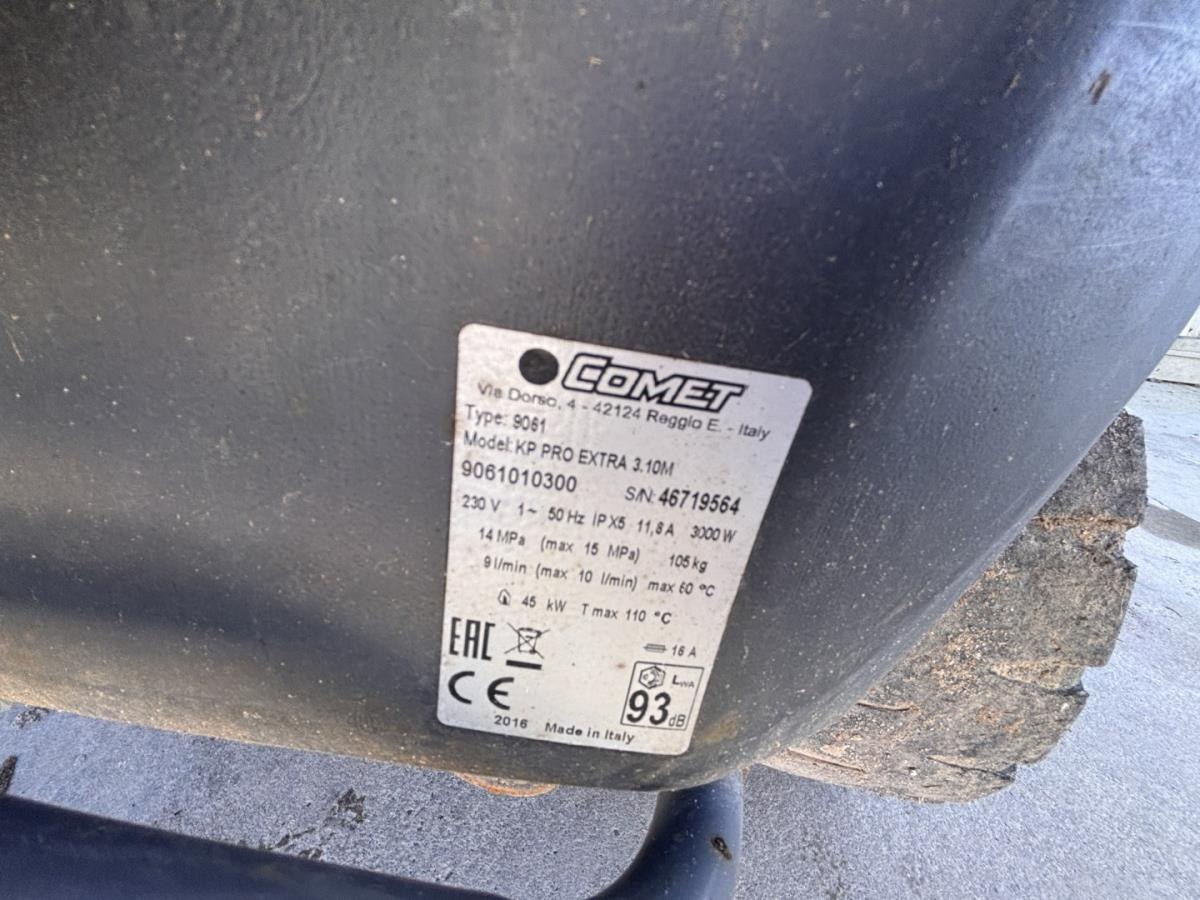 COMET
Via Dorso, 4 - 42124 Reggio E. - Italy
Type: 9061
Model: KP PRO EXTRA 3.10M
9061010300 S/N: 46719564
230 V 1~ 50 Hz IPX5 11,8 A 3000 W
14 MPa (max 15 MPa) 105 kg
9 l/min (max 10 l/min) max 60 °C
45 kW T max 110 °C
EAC
16 A
CE
LWA
93 dB
2016 Made in Italy